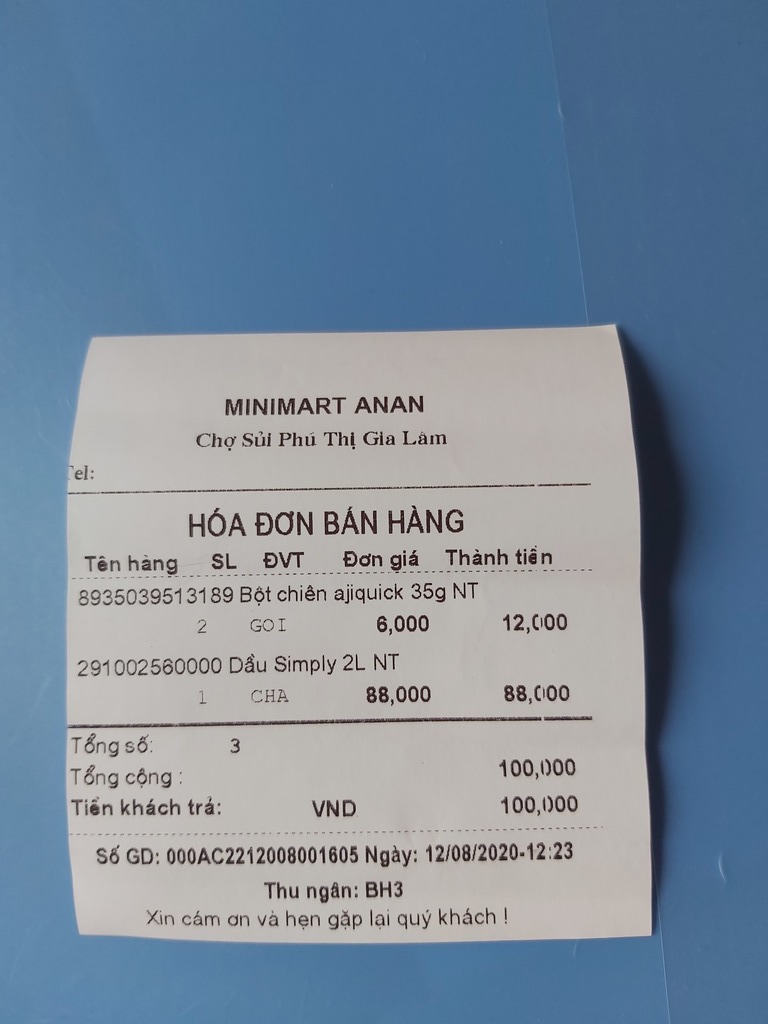 MINIMART ANAN
Chợ Sủi Phú Thị Gia Lâm
Tel:
HÓA ĐƠN BÁN HÀNG
Tên hàng SL ĐVT Đơn giá Thành tiền
8935039513189 Bột chiên ajiquick 35g NT
2 GOI 6,000 12,000
291002560000 Dầu Simply 2L NT
1 CHA 88,000 88,000
Tổng số: 3
Tổng cộng : 100,000
Tiền khách trả: VND 100,000
Số GD: 000AC2212008001605 Ngày: 12/08/2020-12:23
Thu ngân: BH3
Xin cám ơn và hẹn gặp lại quý khách !